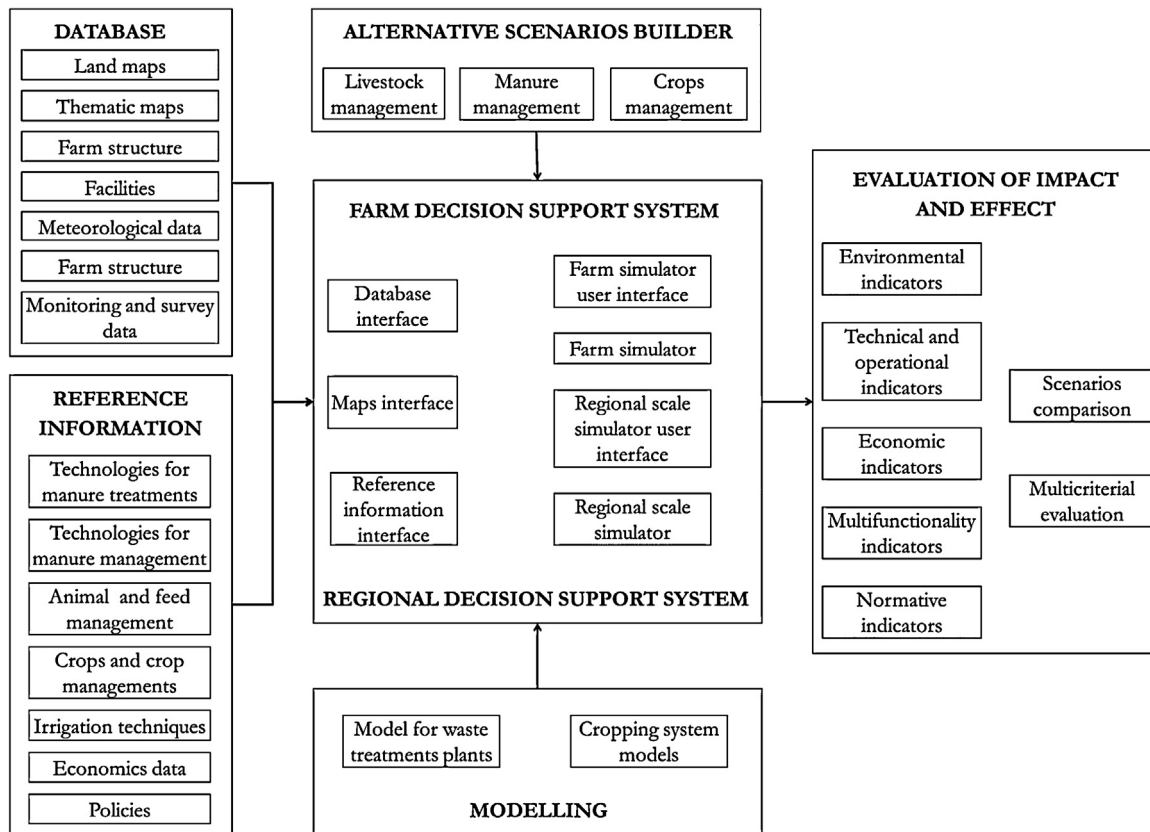 DATABASE
Land maps
Thematic maps
Farm structure
Facilities
Meteorological data
Farm structure
Monitoring and survey
data
REFERENCE
INFORMATION
Technologies for
manure treatments
Technologies for
manure management
Animal and feed
management
Crops and crop
managements
Irrigation techniques
Economics data
Policies
ALTERNATIVE SCENARIOS BUILDER
Livestock
management
Manure
management
Crops
management
FARM DECISION SUPPORT SYSTEM
Database
interface
Maps interface
Reference
information
interface
Farm simulator
user interface
Farm simulator
Regional scale
simulator user
interface
Regional scale
simulator
REGIONAL DECISION SUPPORT SYSTEM
Model for waste
treatments plants
Cropping system
models
MODELLING
EVALUATION OF IMPACT
AND EFFECT
Environmental
indicators
Technical and
operational
indicators
Economic
indicators
Multifunctionality
indicators
Normative
indicators
Scenarios
comparison
Multicriterial
evaluation